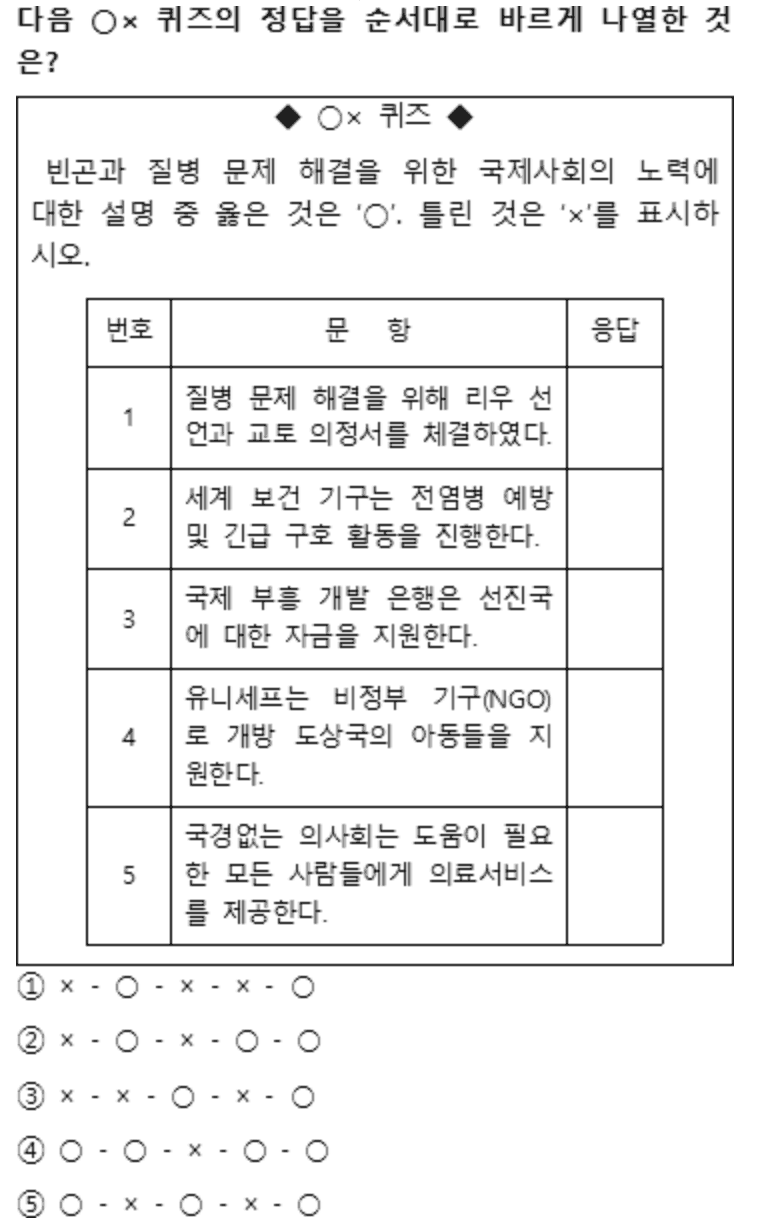 다음 ○× 퀴즈의 정답을 순서대로 바르게 나열한 것
은?
◆ ○× 퀴즈 ◆
빈곤과 질병 문제 해결을 위한 국제사회의 노력에
대한 설명 중 옳은 것은 '○'. 틀린 것은 '×'를 표시하
시오.
번호 문 항 응답
1 질병 문제 해결을 위해 리우 선
언과 교토 의정서를 체결하였다.
2 세계 보건 기구는 전염병 예방
및 긴급 구호 활동을 진행한다.
3 국제 부흥 개발 은행은 선진국
에 대한 자금을 지원한다.
4 유니세프는 비정부 기구(NGO)
로 개방 도상국의 아동들을 지
원한다.
5 국경없는 의사회는 도움이 필요
한 모든 사람들에게 의료서비스
를 제공한다.
① × - ○ - × - × - ○
② × - ○ - × - ○ - ○
③ × - × - ○ - × - ○
④ ○ - ○ - × - ○ - ○
⑤ ○ - × - ○ - × - ○